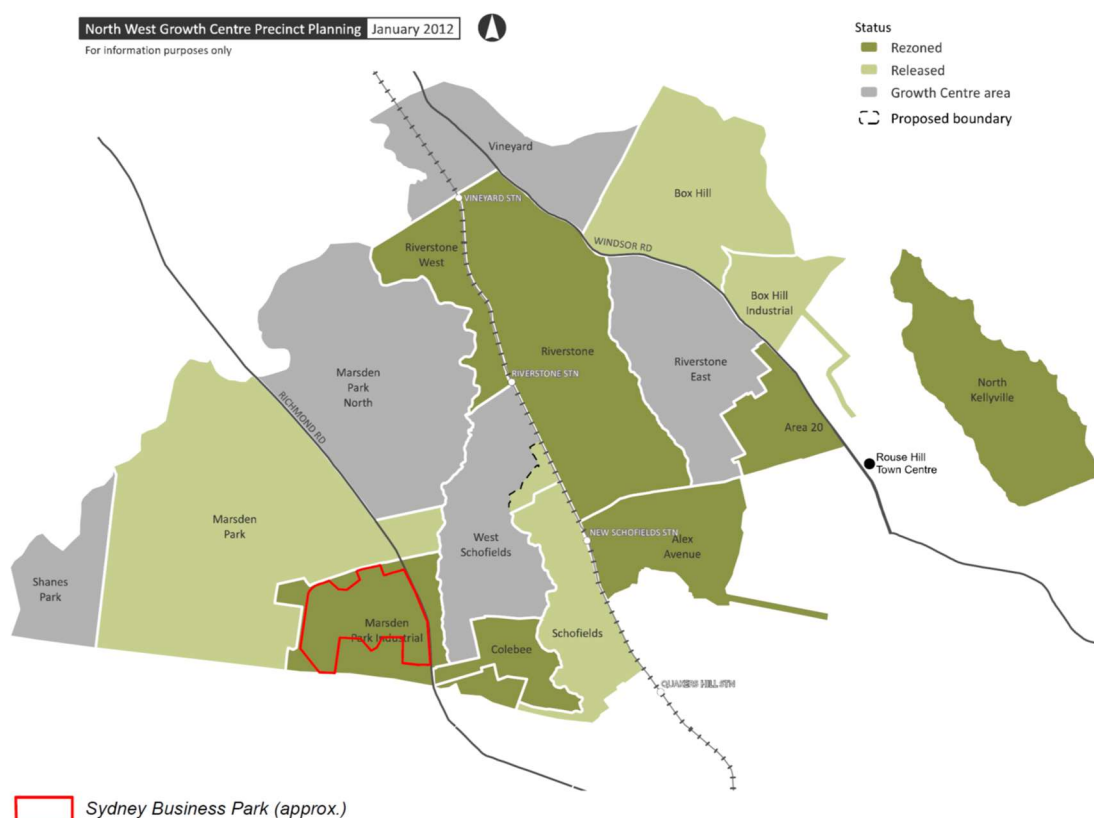 North West Growth Centre Precinct Planning January 2012
For information purposes only
Status
Rezoned
Released
Growth Centre area
Proposed boundary
Vineyard
VINEYARD STN
Box Hill
WINDSOR RD
Riverstone
West
Box Hill
Industrial
Riverstone
RIVERSTONE STN
Riverstone
East
Marsden
Park
North
North
Kellyville
RICHMOND RD
Area 20
Rouse Hill
Town Centre
Marsden
Park
West
Schofields
NEW SCHOFIELDS STN
Alex
Avenue
Shanes
Park
Marsden
Park Industrial
Colebee
Schofields
QUAKERS HILL STN
Sydney Business Park (approx.)